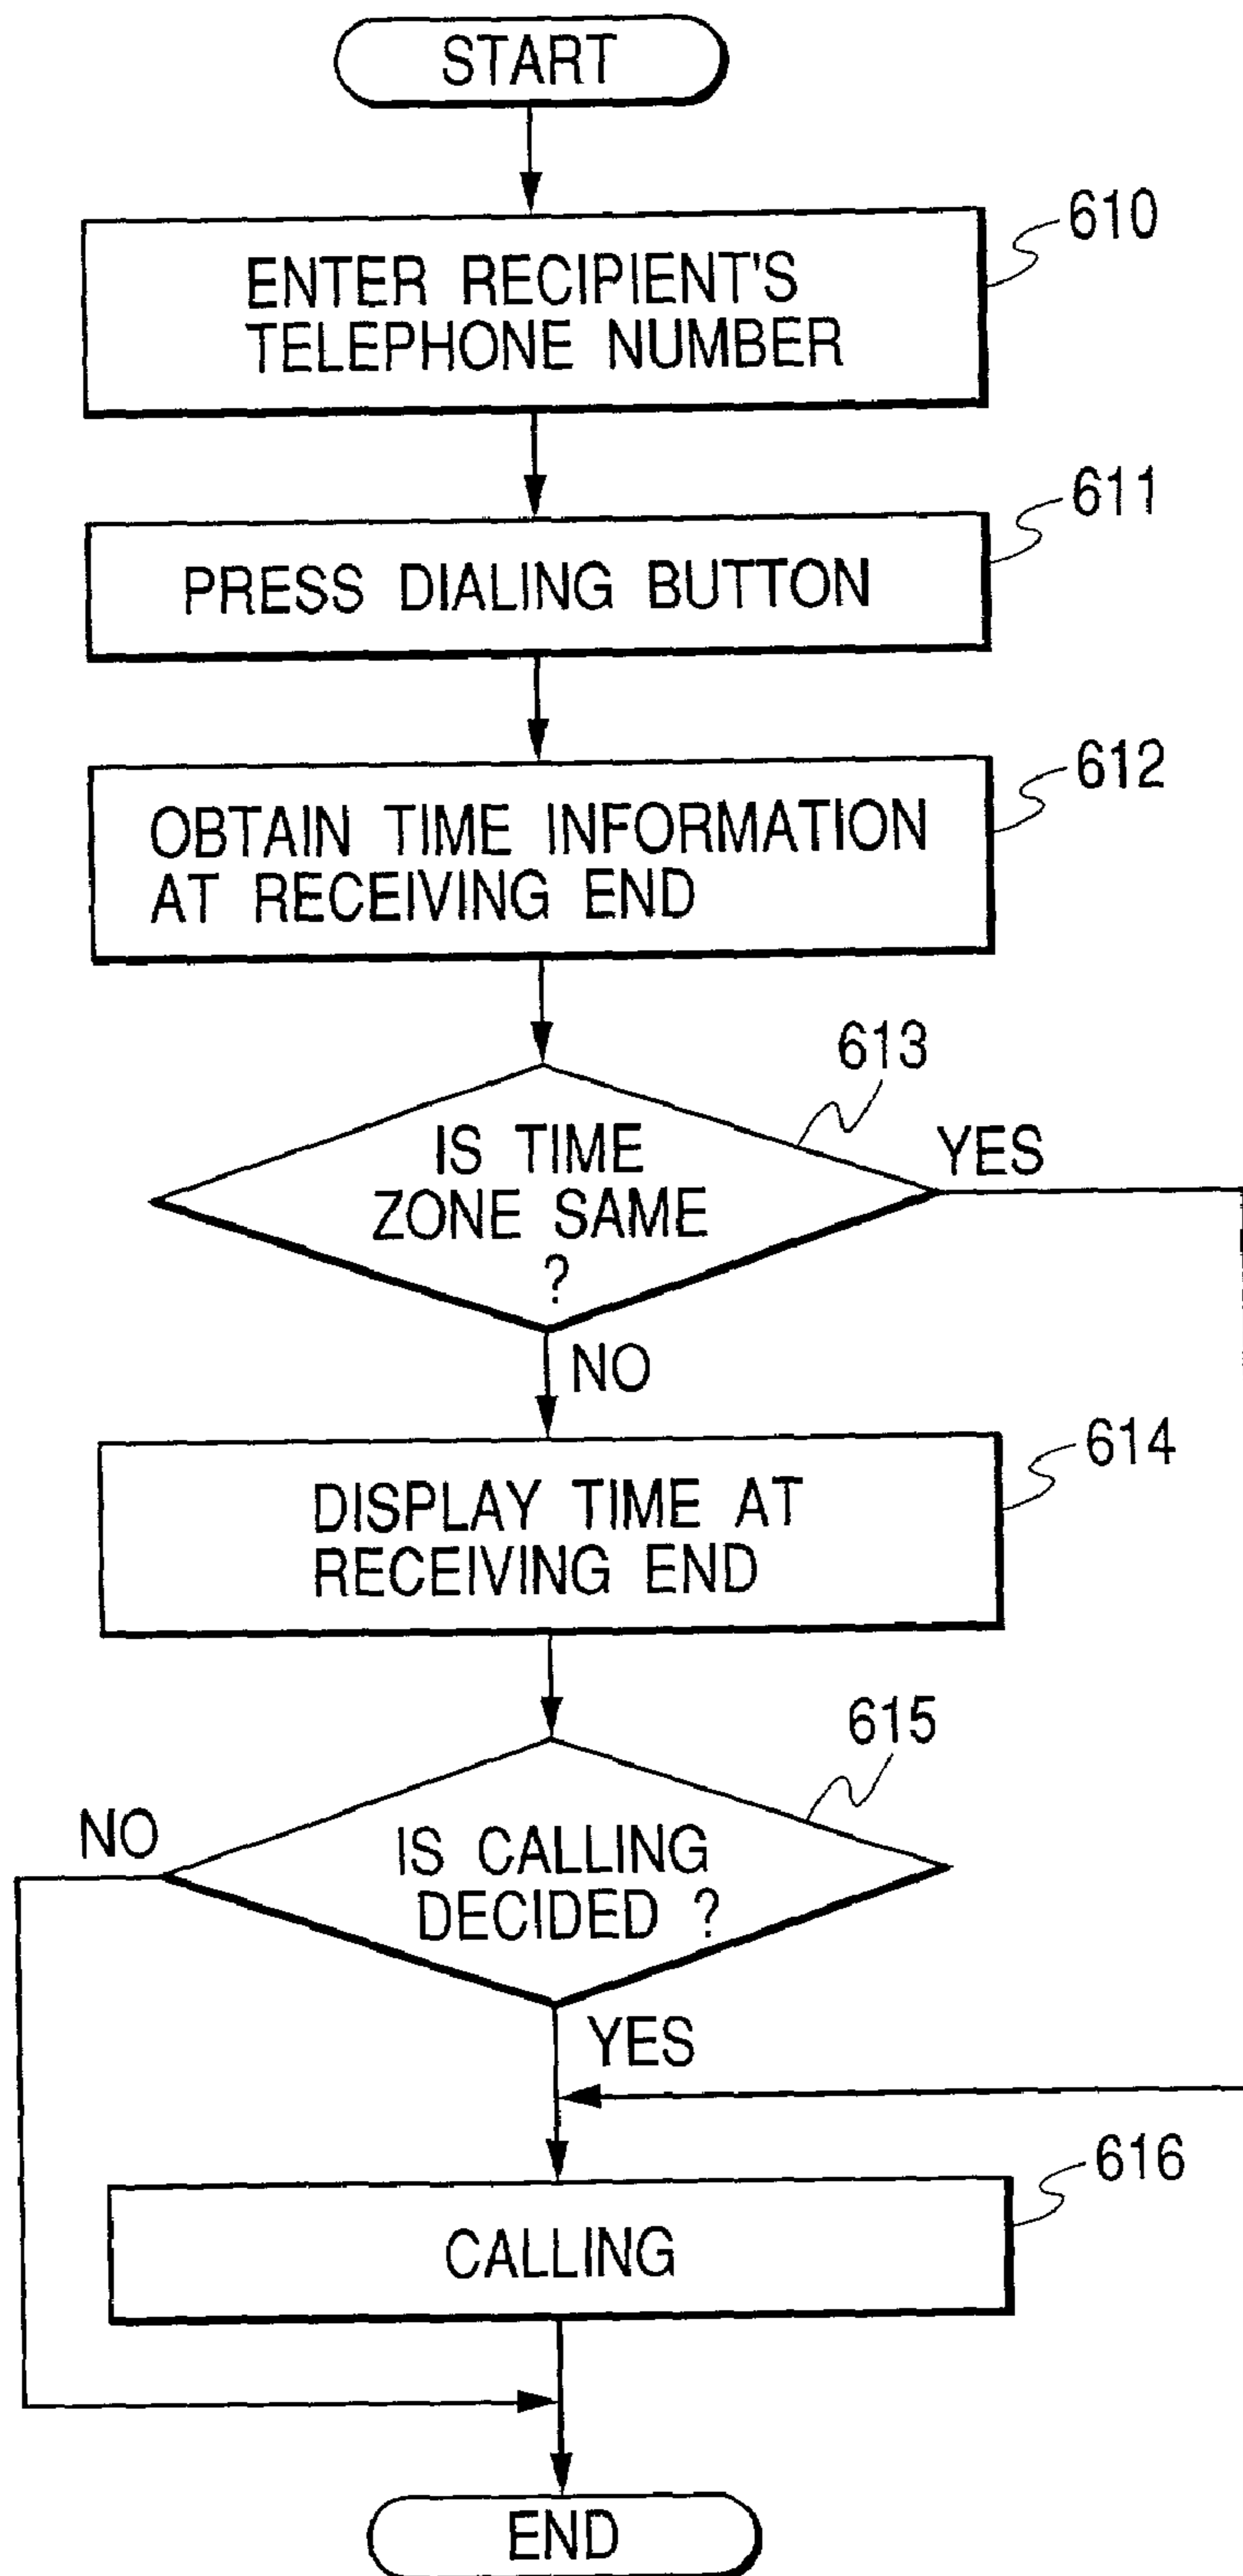 START
610
ENTER RECIPIENT'S
TELEPHONE NUMBER
611
PRESS DIALING BUTTON
612
OBTAIN TIME INFORMATION
AT RECEIVING END
613
IS TIME
ZONE SAME
?
YES
NO
614
DISPLAY TIME AT
RECEIVING END
615
NO
IS CALLING
DECIDED ?
YES
616
CALLING
END